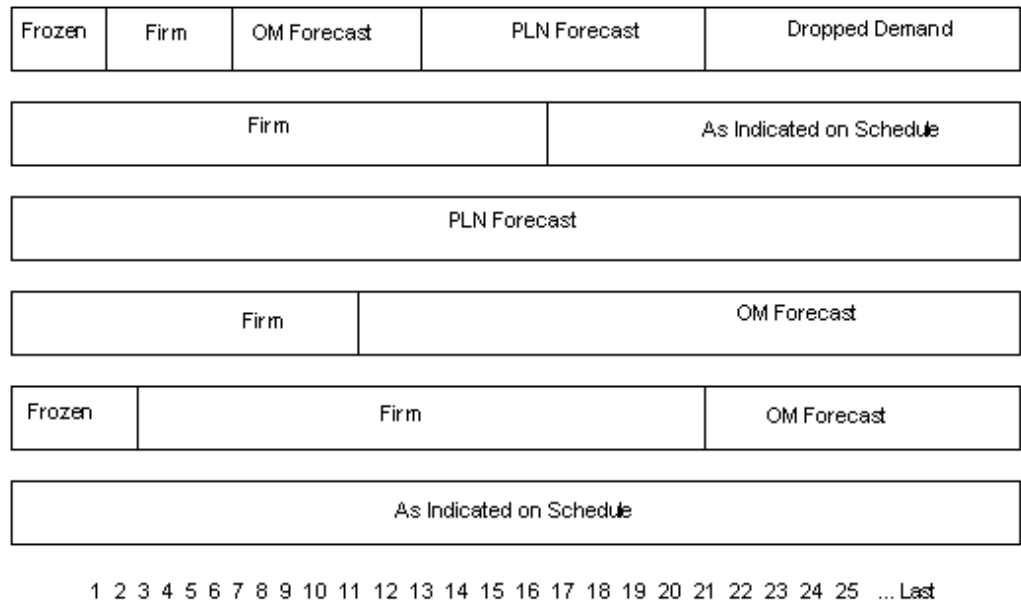 Frozen Firm OM Forecast PLN Forecast Dropped Demand
Firm As Indicated on Schedule
PLN Forecast
Firm OM Forecast
Frozen Firm OM Forecast
As Indicated on Schedule
1 2 3 4 5 6 7 8 9 10 11 12 13 14 15 16 17 18 19 20 21 22 23 24 25 ... Last